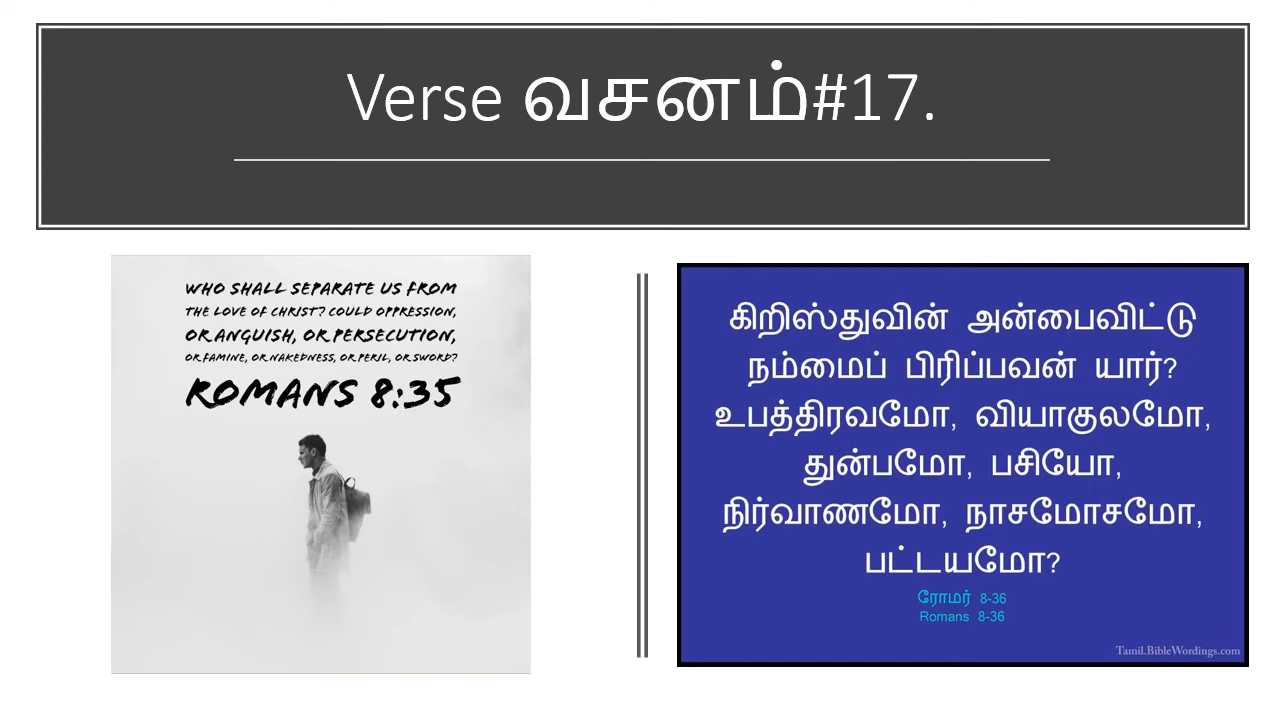 Verse வசனம்#17.
WHO SHALL SEPARATE US FROM
THE LOVE OF CHRIST? COULD OPPRESSION,
OR ANGUISH, OR PERSECUTION,
OR FAMINE, OR NAKEDNESS, OR PERIL, OR SWORD?
ROMANS 8:35
கிறிஸ்துவின் அன்பைவிட்டு
நம்மைப் பிரிப்பவன் யார்?
உபத்திரவமோ, வியாகுலமோ,
துன்பமோ, பசியோ,
நிர்வாணமோ, நாசமோசமோ,
பட்டயமோ?
ரோமர் 8-36
Romans 8-36
Tamil.BibleWordings.com